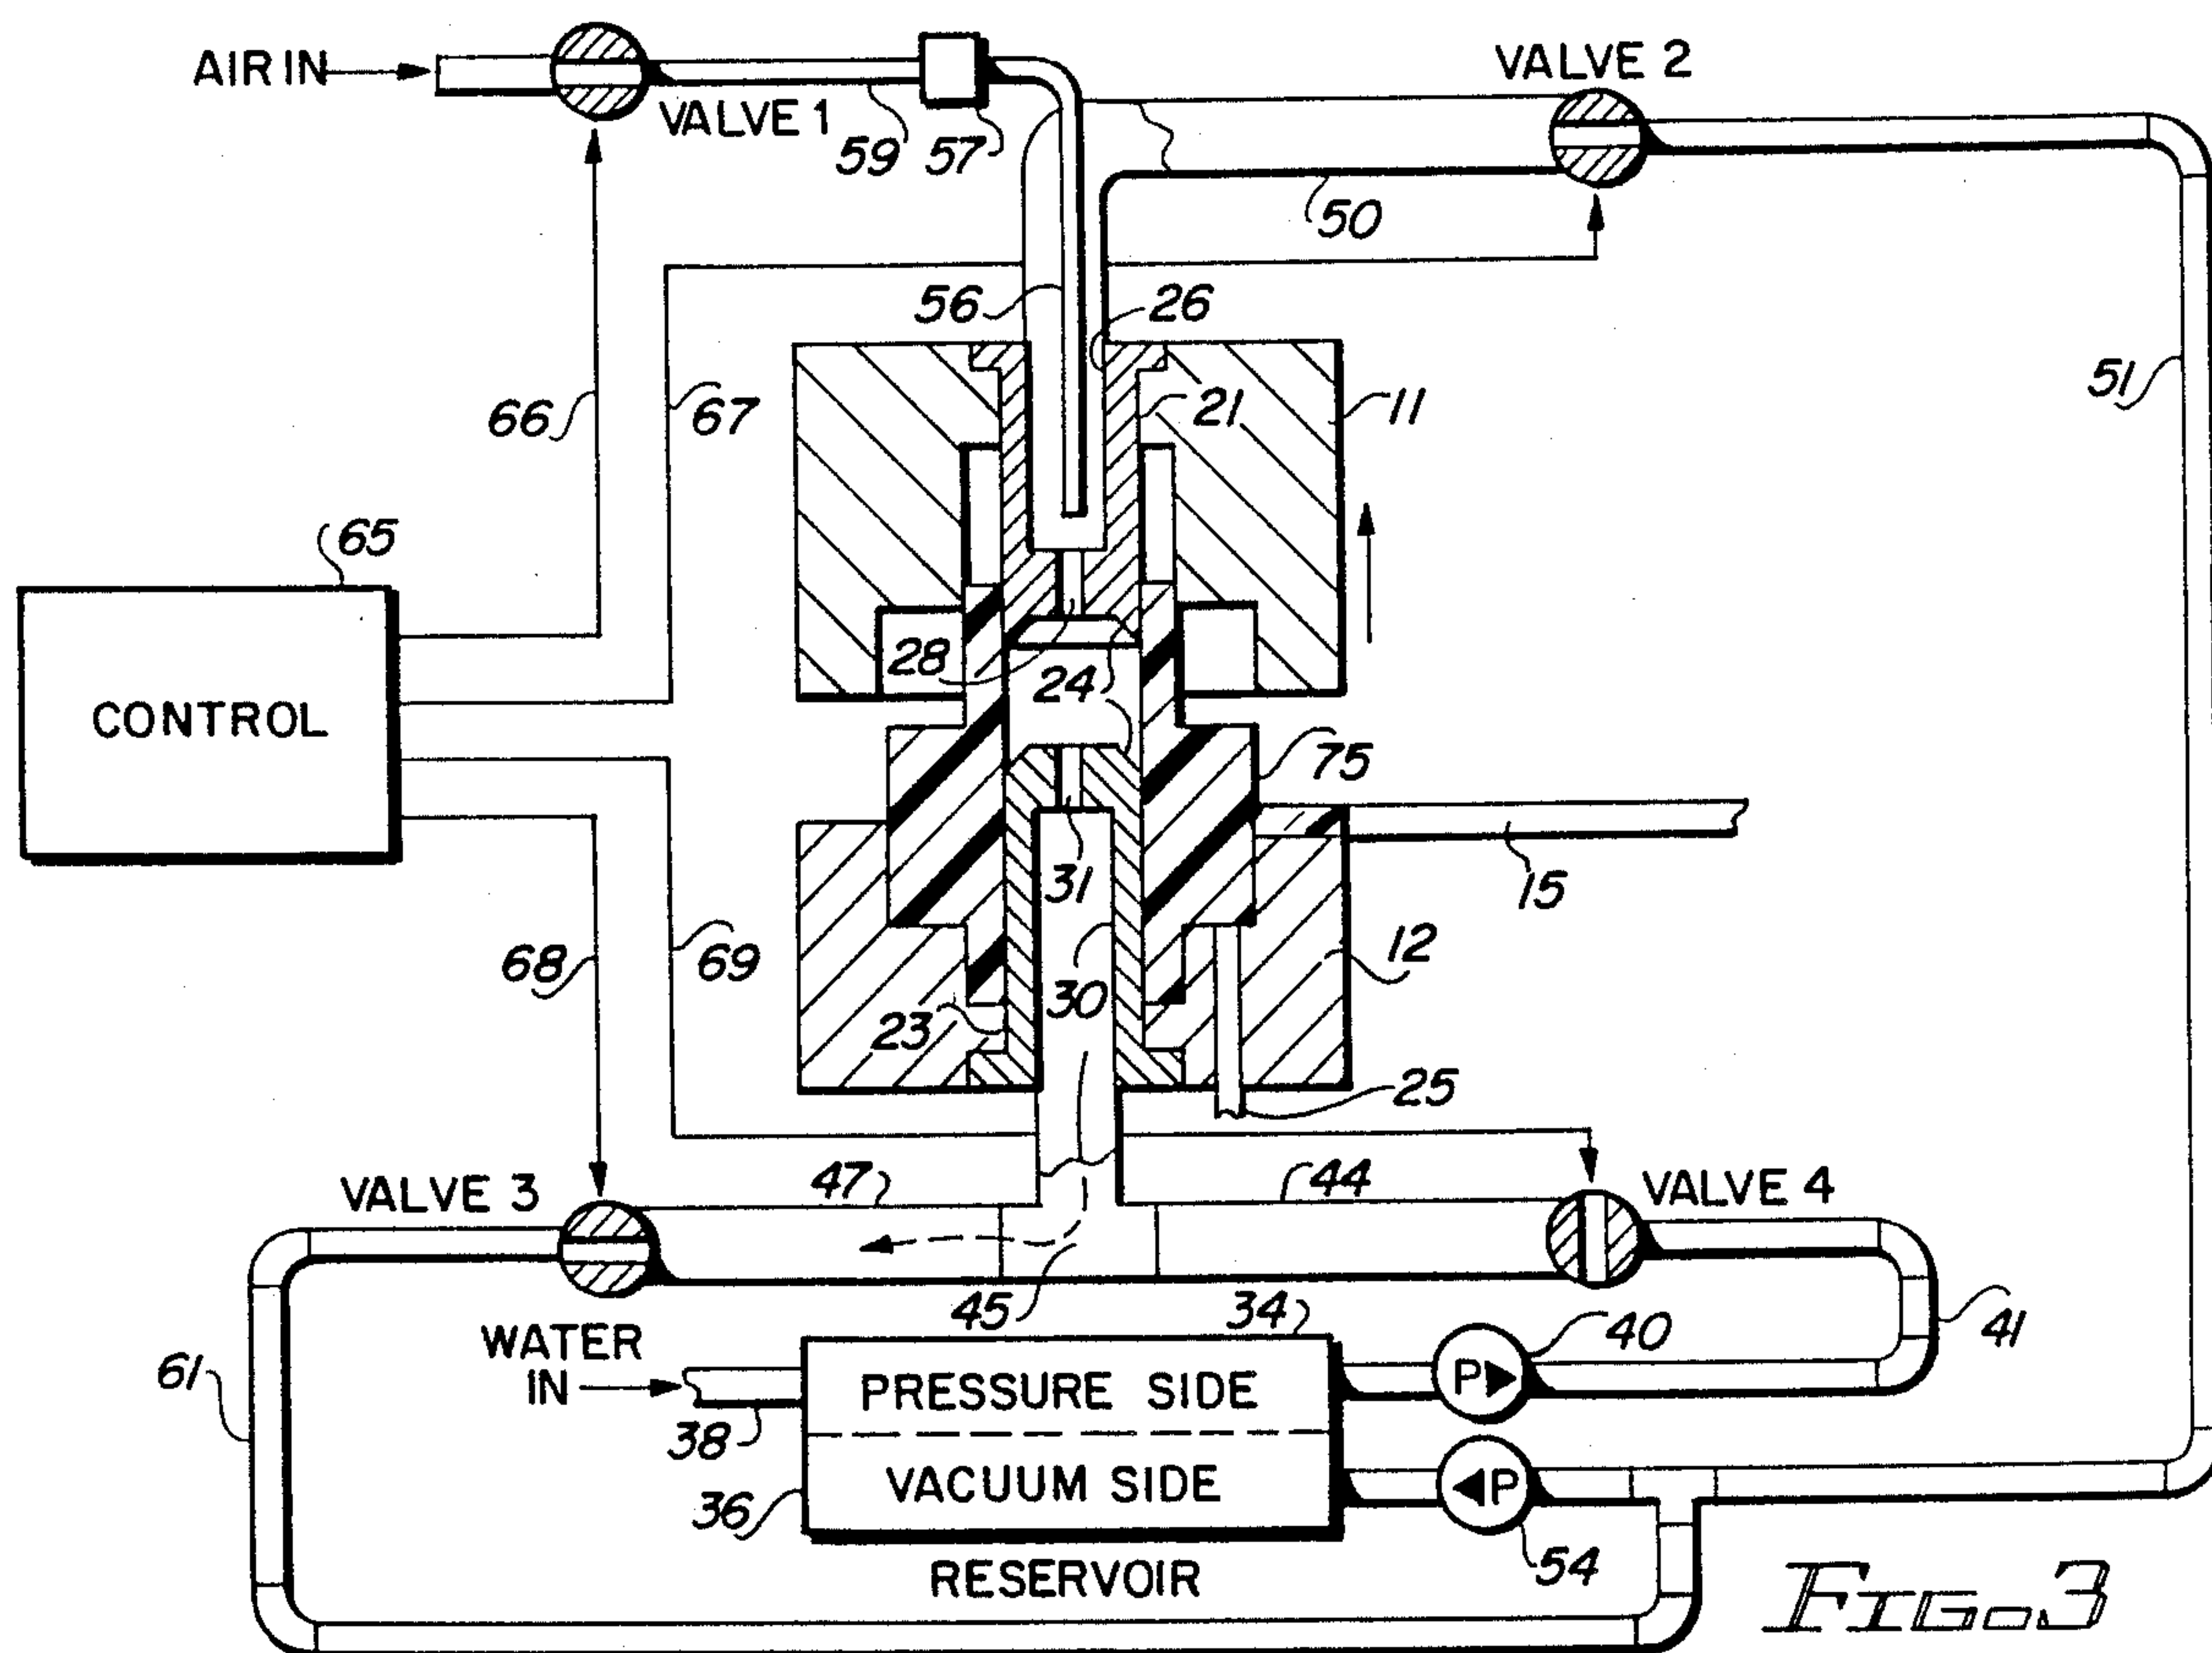 AIR IN
VALVE 1
59
57
VALVE 2
50
56
26
66
67
21
11
51
65
28
24
CONTROL
75
31
15
68
69
23
30
12
25
VALVE 3
47
44
VALVE 4
45
34
WATER
IN
40
41
61
38
PRESSURE SIDE
P
VACUUM SIDE
P
36
54
RESERVOIR
FIG. 3